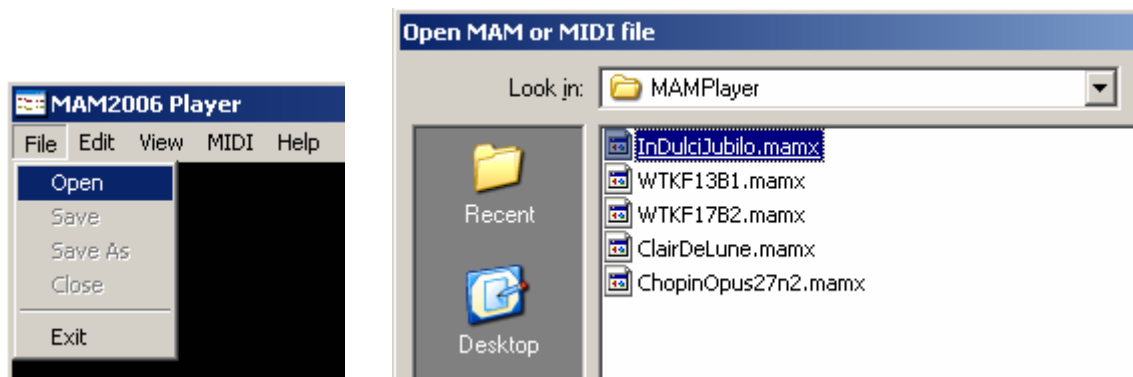 MAM2006 Player
File Edit View MIDI Help
Open
Save
Save As
Close
Exit
Open MAM or MIDI file
Look in: MAMPlayer
Recent
Desktop
InDulciJubilo.mamx
WTKF13B1.mamx
WTKF17B2.mamx
ClairDeLune.mamx
ChopinOpus27n2.mamx